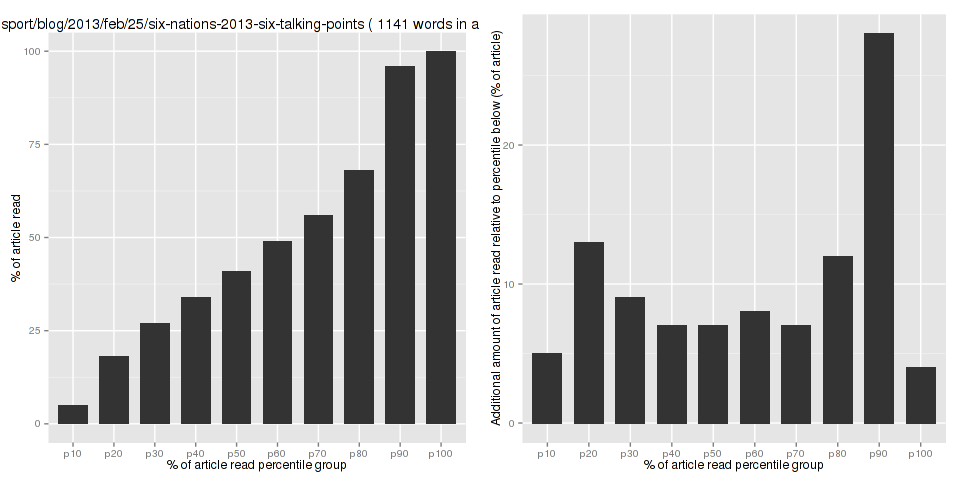 sport/blog/2013/feb/25/six-nations-2013-six-talking-points ( 1141 words in a
% of article read
100
75
50
25
0
p10 p20 p30 p40 p50 p60 p70 p80 p90 p100
% of article read percentile group
Additional amount of article read relative to percentile below (% of article)
20
10
0
p10 p20 p30 p40 p50 p60 p70 p80 p90 p100
% of article read percentile group